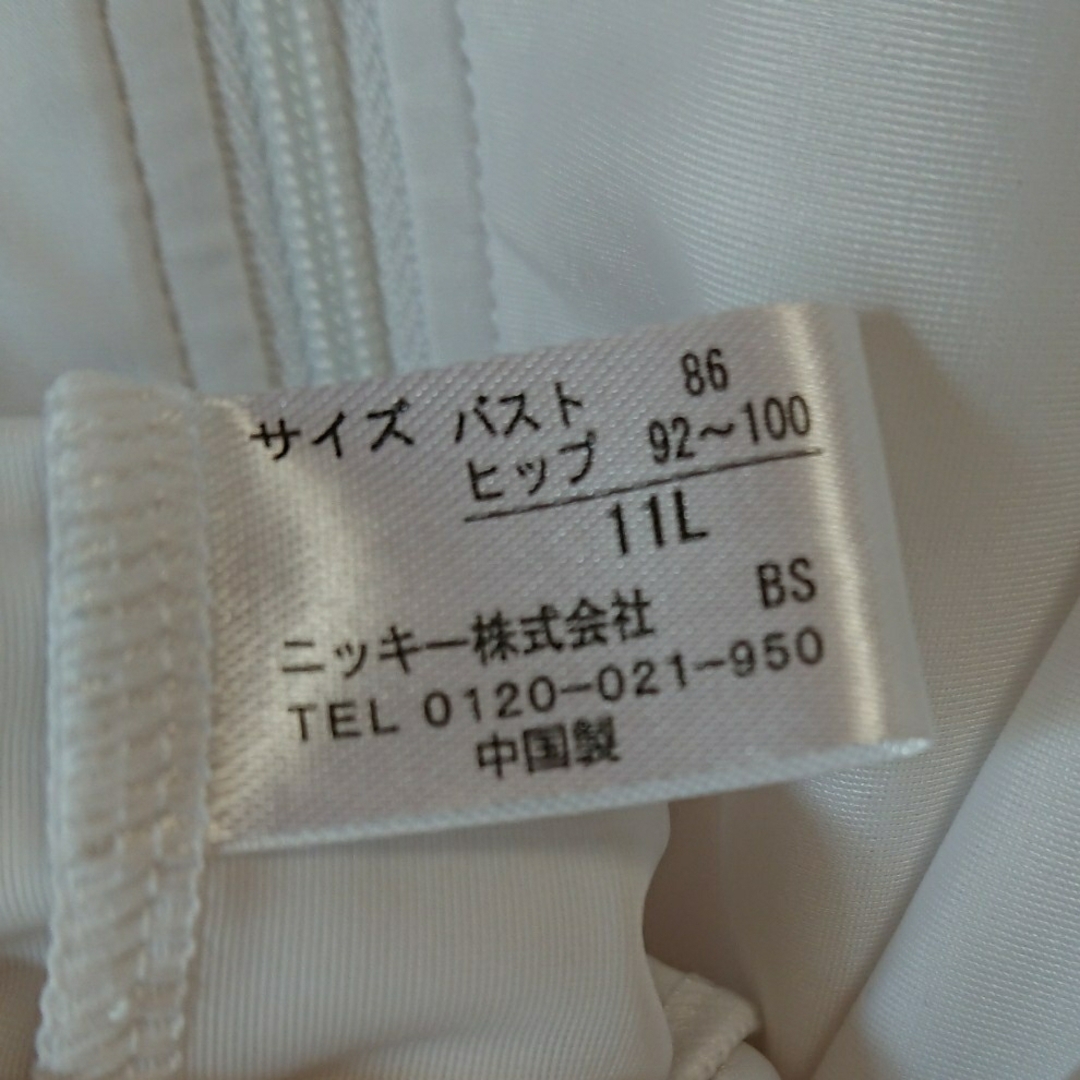 サイズ バスト 86
ヒップ 92~100
11L
BS
ニッキー株式会社
TEL 0120-021-950
中国製